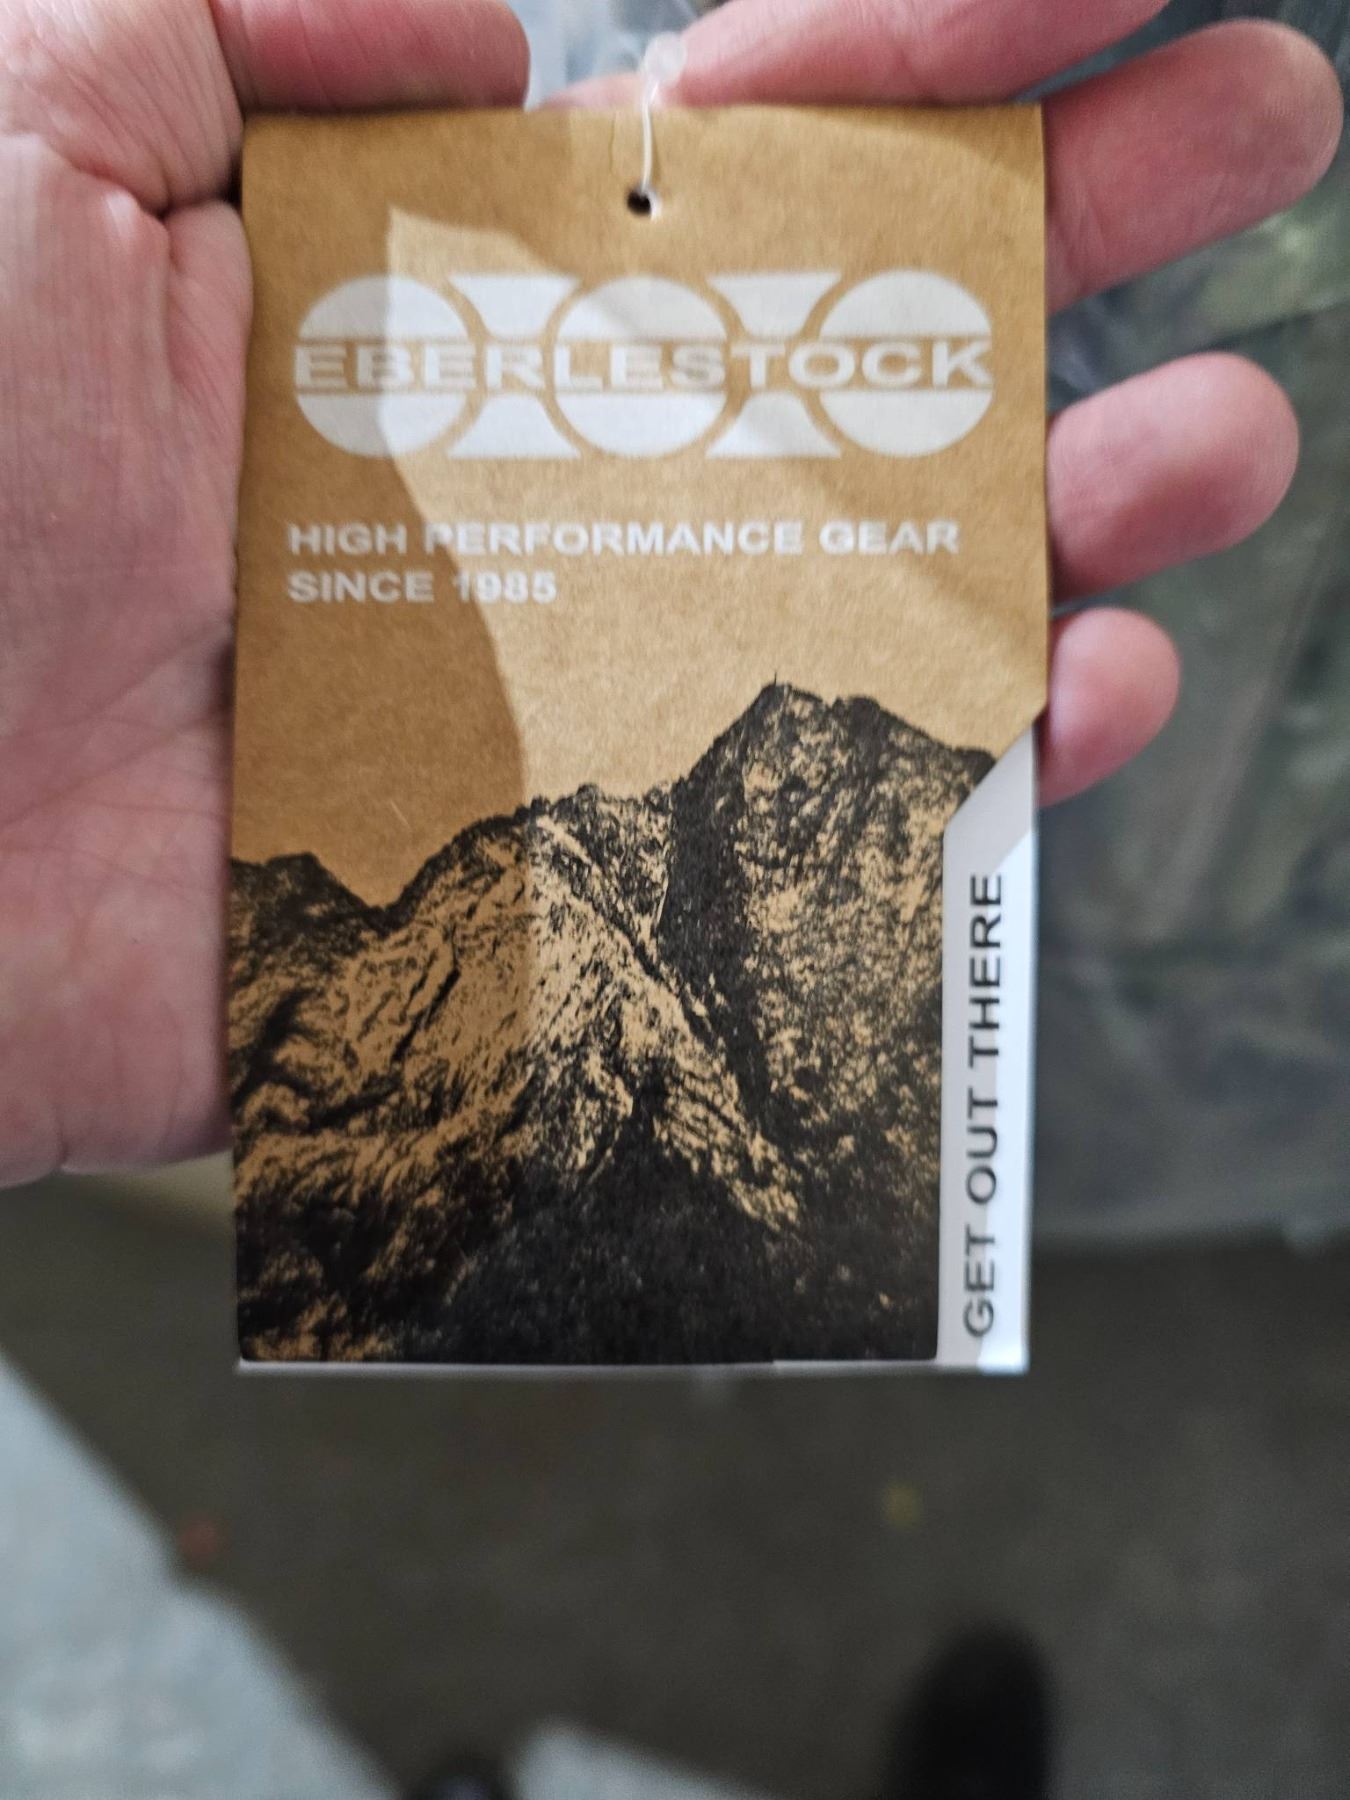 EBERLESTOCK
HIGH PERFORMANCE GEAR
SINCE 1985
GET OUT THERE